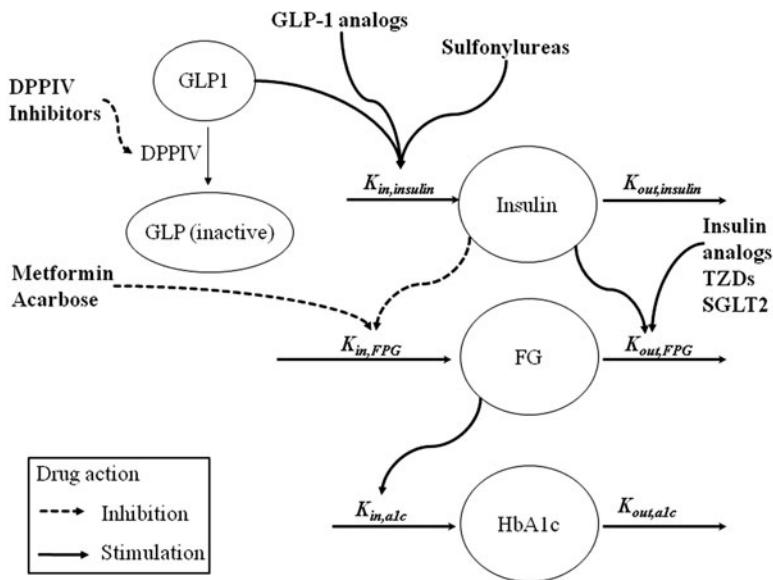 GLP-1 analogs
Sulfonylureas
GLP1
DPPIV
Inhibitors
DPPIV
GLP (inactive)
K_in,insulin
Insulin
K_out,insulin
Insulin
analogs
TZDs
SGLT2
Metformin
Acarbose
K_in,FPG
FG
K_out,FPG
Drug action
Inhibition
Stimulation
K_in,a1c
HbA1c
K_out,a1c